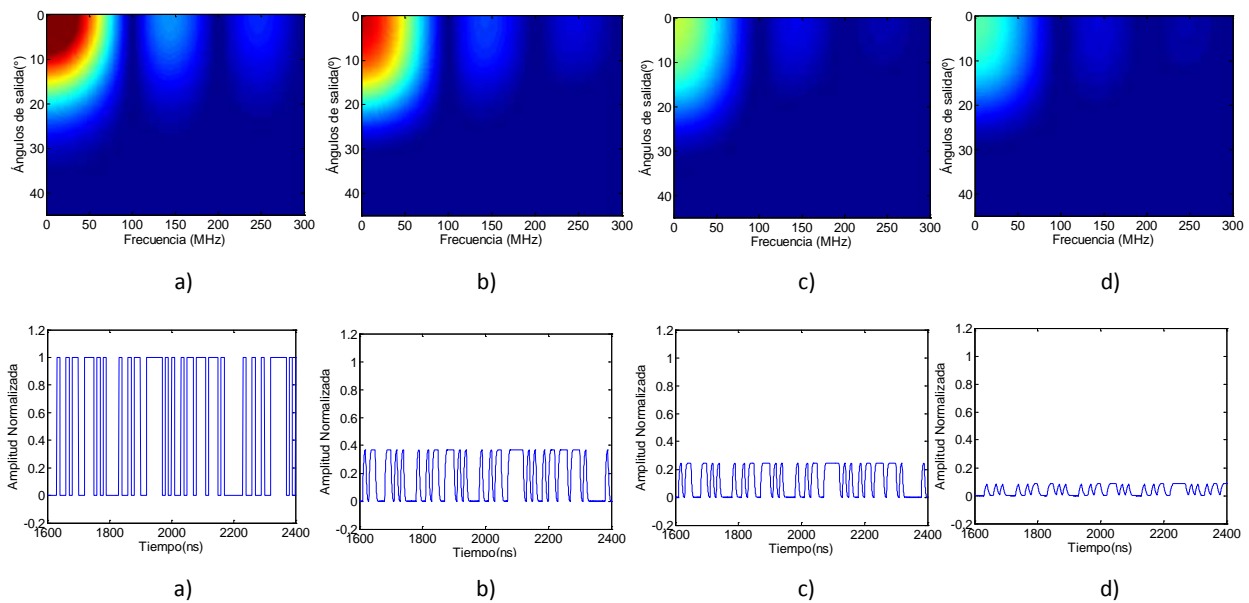 0
10
20
30
40
Ángulos de salida(º)
0 50 100 150 200 250 300
Frecuencia (MHz)
a)
0
10
20
30
40
Ángulos de salida(º)
0 50 100 150 200 250 300
Frecuencia (MHz)
b)
0
10
20
30
40
Ángulos de salida(º)
0 50 100 150 200 250 300
Frecuencia (MHz)
c)
0
10
20
30
40
Ángulos de salida(º)
0 50 100 150 200 250 300
Frecuencia (MHz)
d)
1.2
1
0.8
0.6
0.4
0.2
0
-0.2
Amplitud Normalizada
1600 1800 2000 2200 2400
Tiempo(ns)
a)
1.2
1
0.8
0.6
0.4
0.2
0
-0.2
Amplitud Normalizada
1600 1800 2000 2200 2400
Tiempo(ns)
b)
1.2
1
0.8
0.6
0.4
0.2
0
-0.2
Amplitud Normalizada
1600 1800 2000 2200 2400
Tiempo(ns)
c)
1.2
1
0.8
0.6
0.4
0.2
0
-0.2
Amplitud Normalizada
1600 1800 2000 2200 2400
Tiempo(ns)
d)